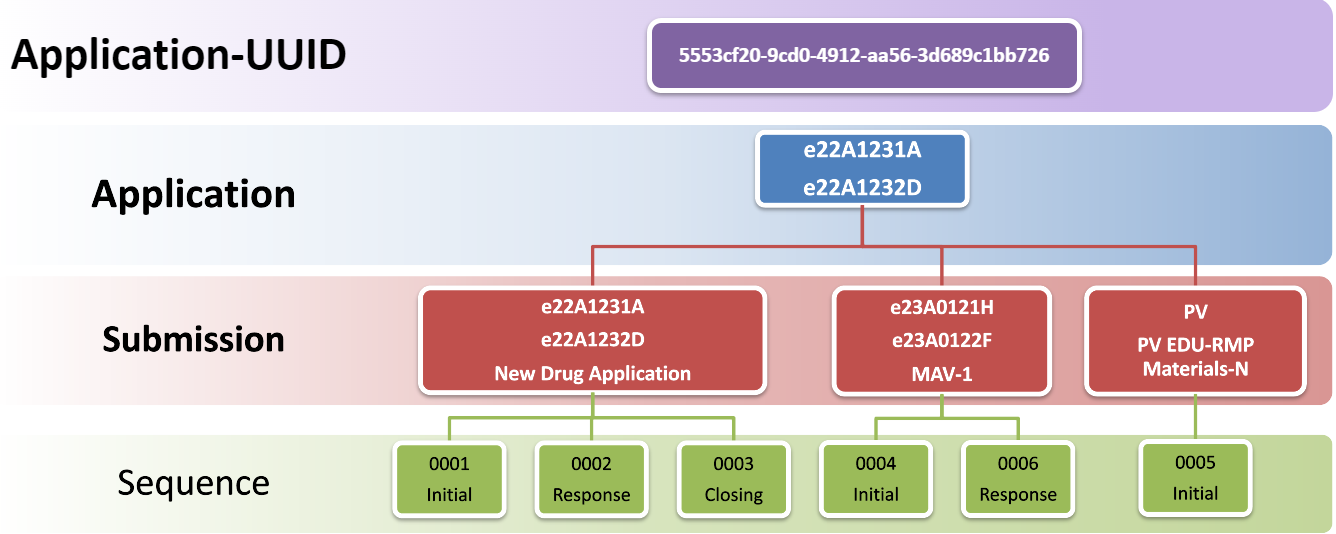 Application-UUID
5553cf20-9cd0-4912-aa56-3d689c1bb726
Application
e22A1231A
e22A1232D
Submission
e22A1231A
e22A1232D
New Drug Application
e23A0121H
e23A0122F
MAV-1
PV
PV EDU-RMP
Materials-N
Sequence
0001
Initial
0002
Response
0003
Closing
0004
Initial
0006
Response
0005
Initial